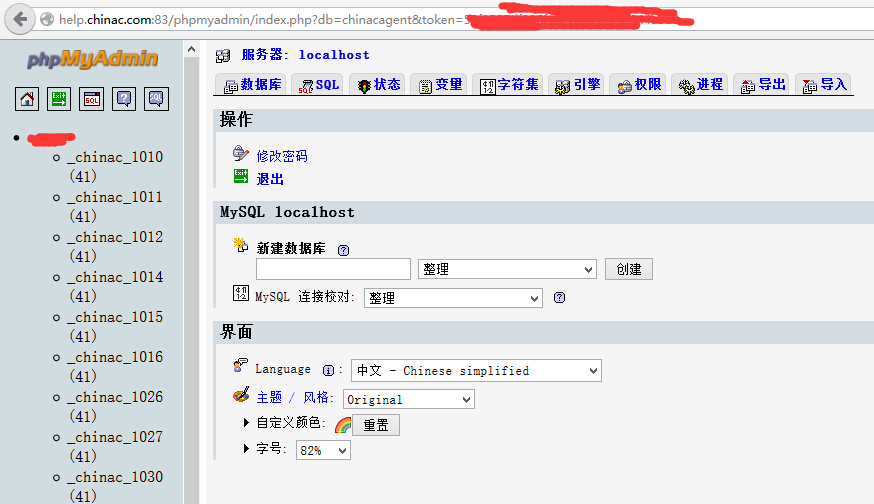 help.chinac.com:83/phpmyadmin/index.php?db=chinacagent&token=5
phpMyAdmin
服务器: localhost
Exit
SQL
数据库
SQL
状态
变量
字符集
引擎
权限
进程
导出
导入
_chinac_1010
(41)
_chinac_1011
(41)
_chinac_1012
(41)
_chinac_1014
(41)
_chinac_1015
(41)
_chinac_1016
(41)
_chinac_1026
(41)
_chinac_1027
(41)
_chinac_1030
(41)
操作
修改密码
Exit
退出
MySQL localhost
新建数据库
整理
创建
MySQL 连接校对:
整理
界面
Language
:
中文 - Chinese simplified
主题 / 风格:
Original
自定义颜色:
重置
字号:
82%